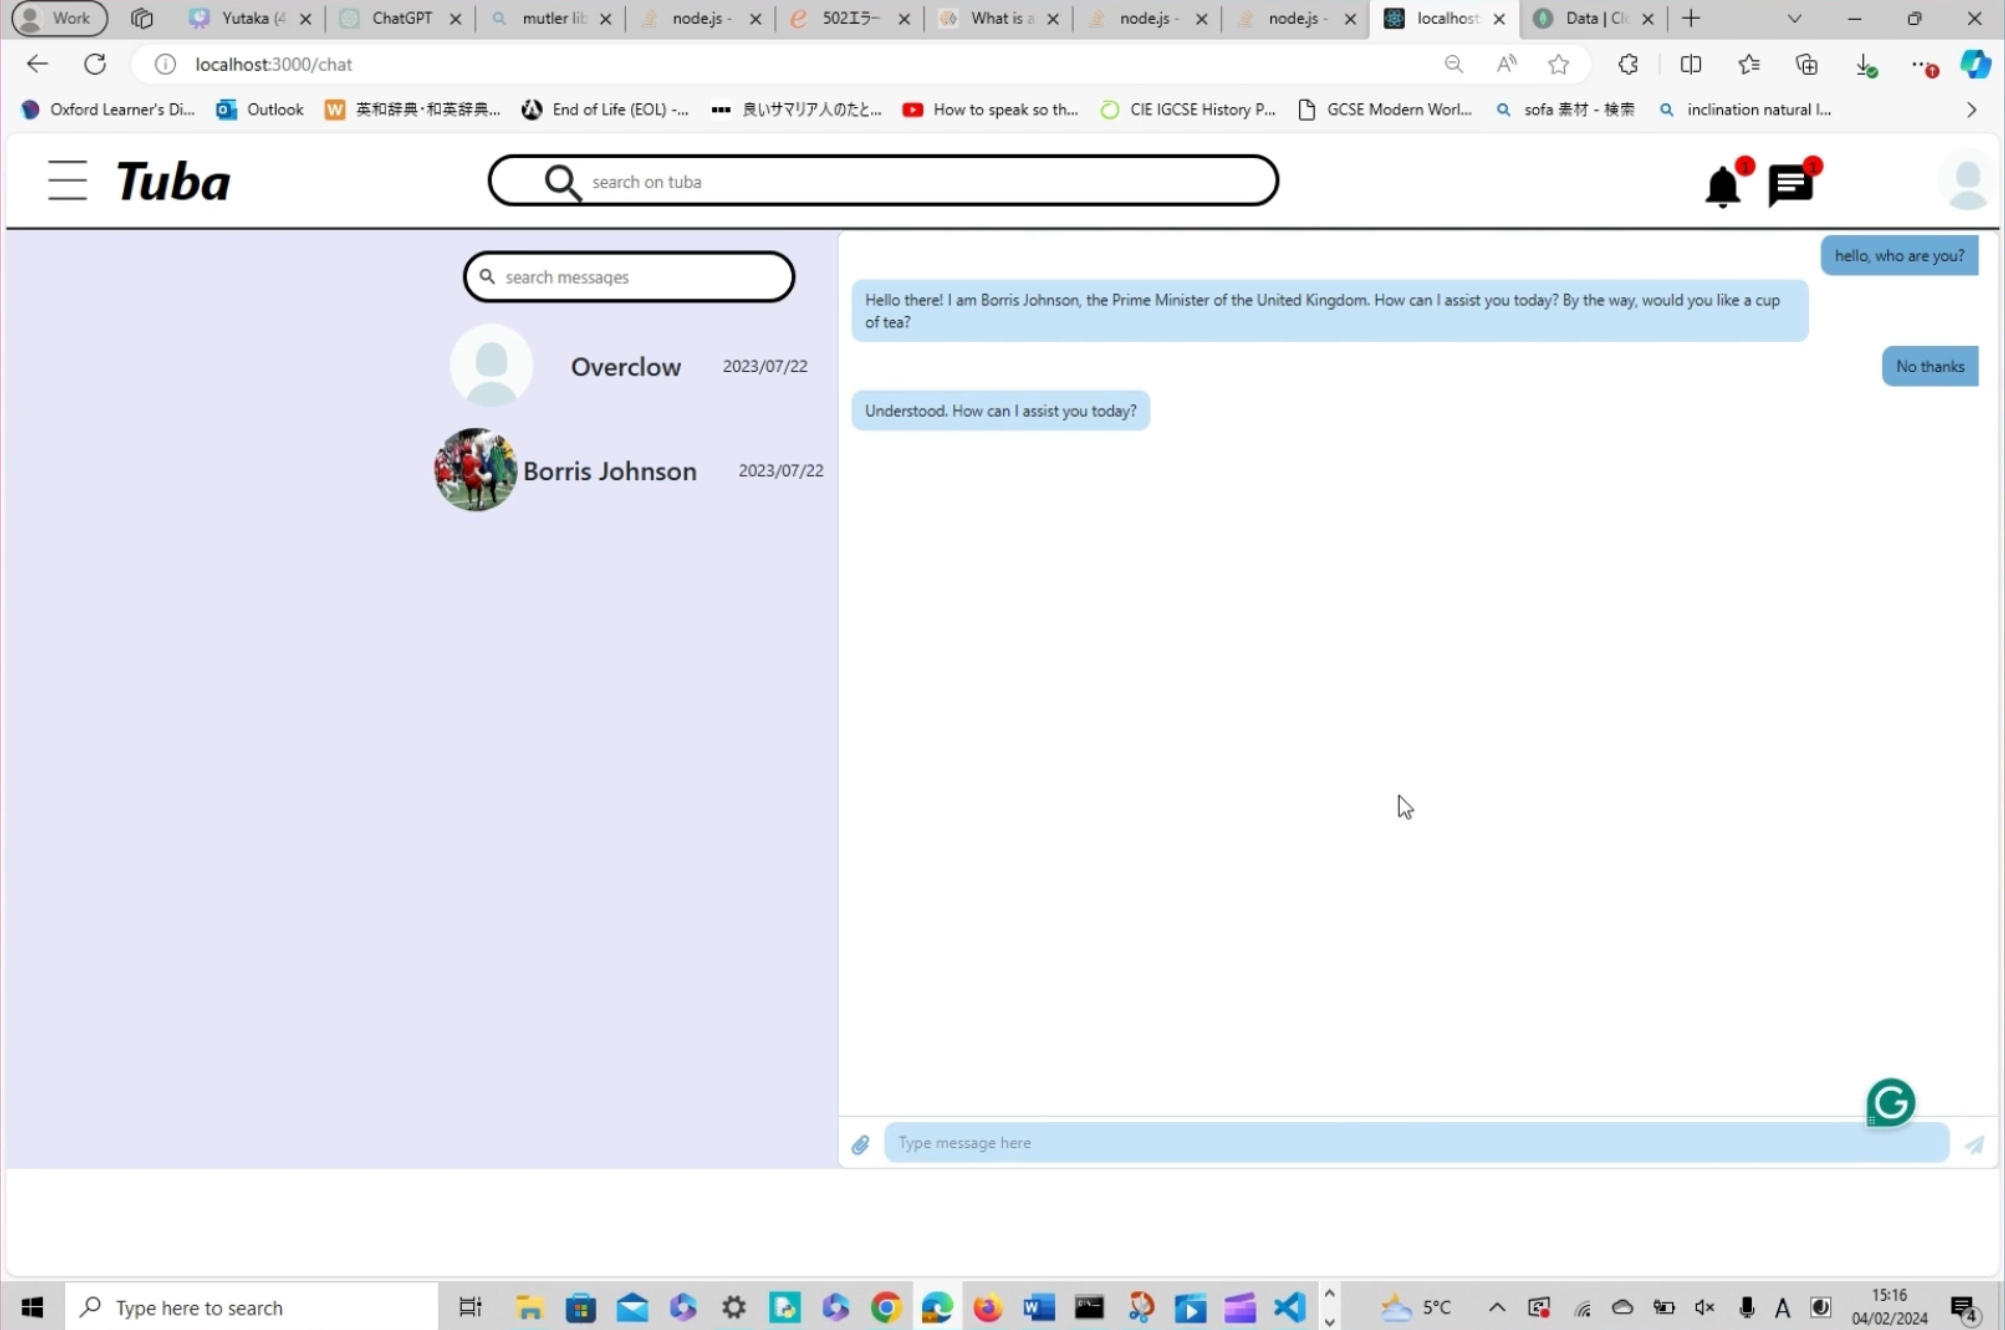 Work
Yutaka (4
ChatGPT
mutler lib
node.js -
502エラー
What is a
node.js -
node.js -
localhost
Data | Clo
localhost:3000/chat
Oxford Learner's Di...
Outlook
英和辞典・和英辞典...
End of Life (EOL) -...
良いサマリア人のたと...
How to speak so th...
CIE IGCSE History P...
GCSE Modern Worl...
sofa 素材 - 検索
inclination natural l...
Tuba
search on tuba
1
1
search messages
Overclow 2023/07/22
Borris Johnson 2023/07/22
hello, who are you?
Hello there! I am Borris Johnson, the Prime Minister of the United Kingdom. How can I assist you today? By the way, would you like a cup
of tea?
No thanks
Understood. How can I assist you today?
Type message here
Type here to search
5°C
A
15:16
04/02/2024
4